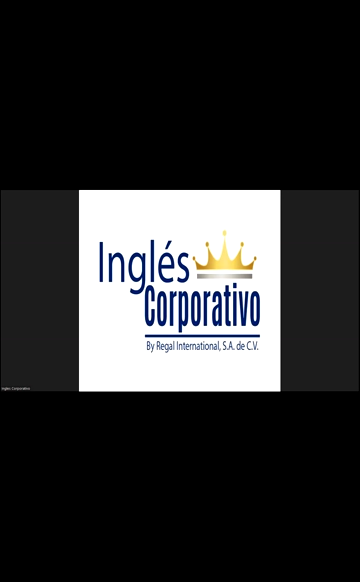 Inglés
Corporativo
By Regal International, S.A. de C.V.
Inglés Corporativo